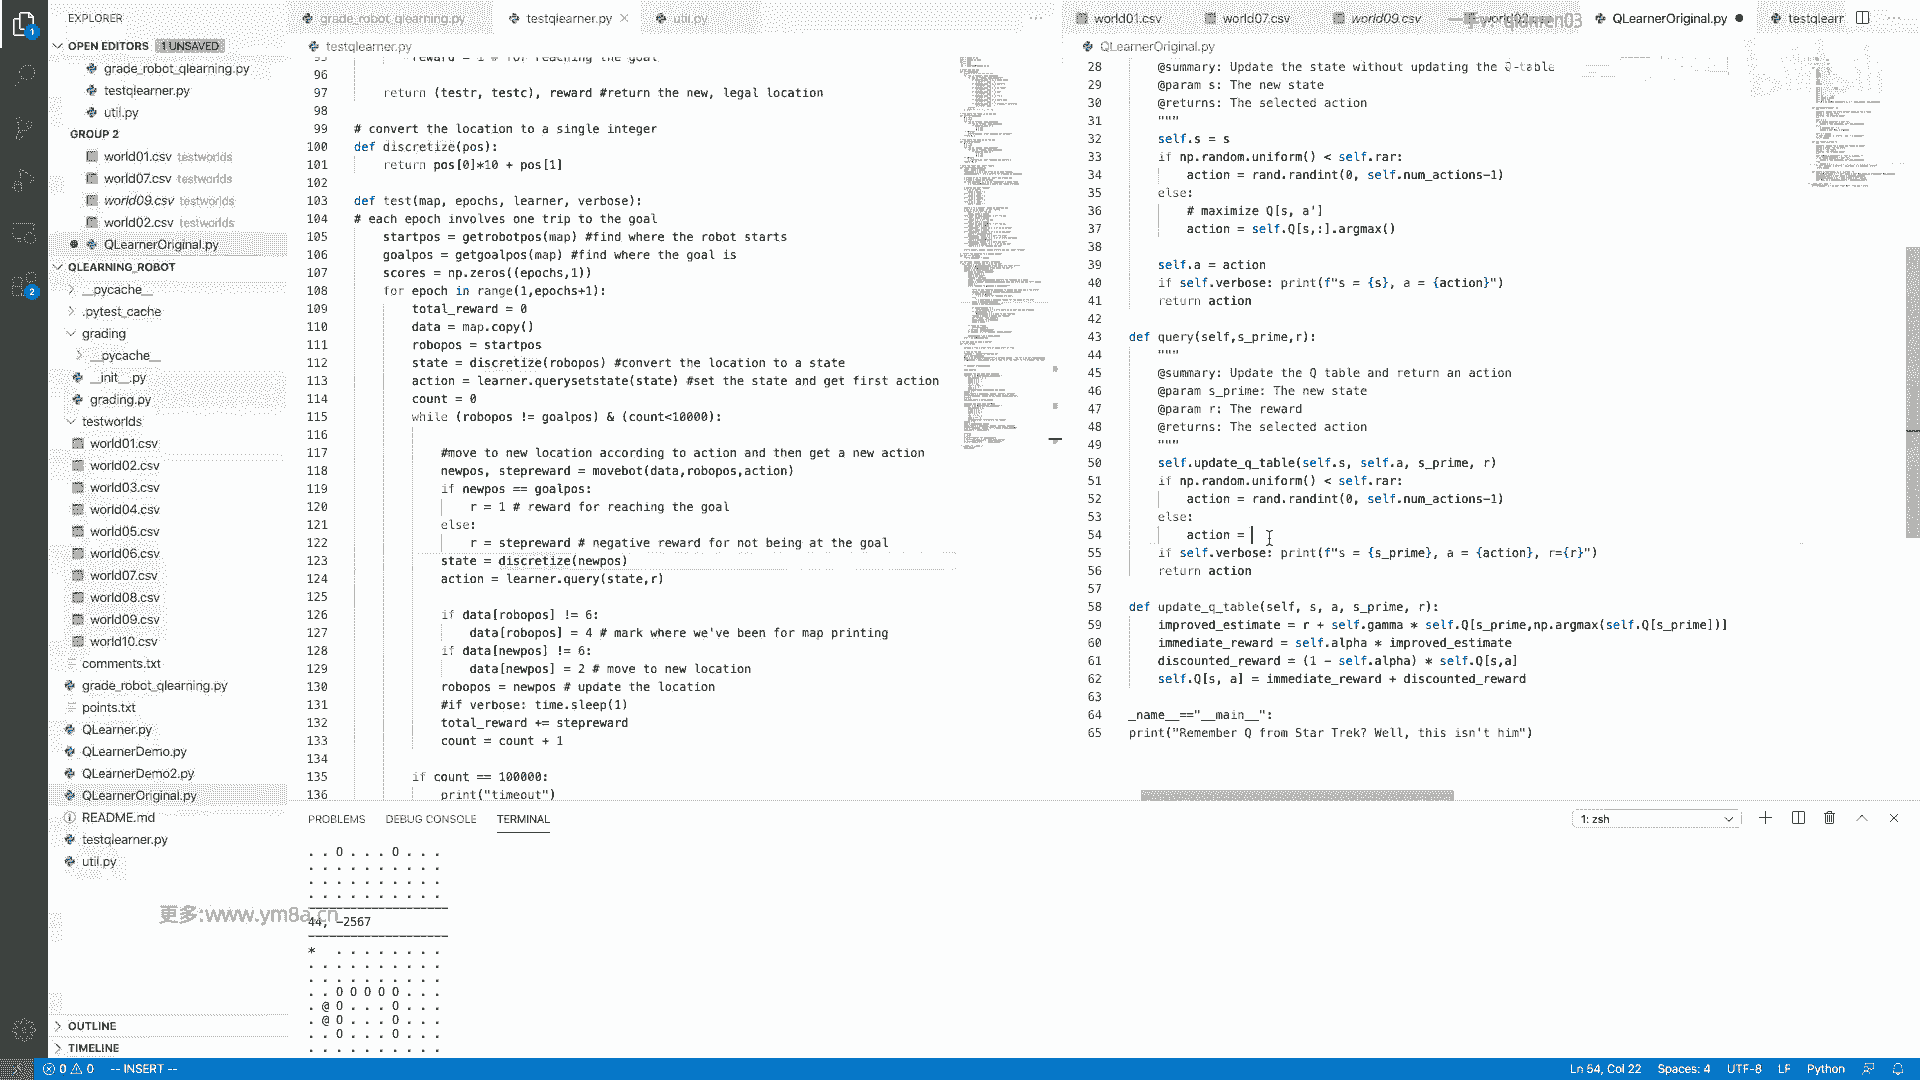 EXPLORER
OPEN EDITORS 1 UNSAVED
grade_robot_qlearning.py
testqlearner.py
util.py
GROUP 2
world01.csv testworlds
world07.csv testworlds
world09.csv testworlds
world02.csv testworlds
QLearnerOriginal.py
QLEARNING_ROBOT
__pycache__
.pytest_cache
grading
__pycache__
__init__.py
grading.py
testworlds
world01.csv
world02.csv
world03.csv
world04.csv
world05.csv
world06.csv
world07.csv
world08.csv
world09.csv
world10.csv
comments.txt
grade_robot_qlearning.py
points.txt
QLearner.py
QLearnerDemo.py
QLearnerDemo2.py
QLearnerOriginal.py
README.md
testqlearner.py
util.py
OUTLINE
TIMELINE
grade_robot_qlearning.py testqlearner.py util.py
testqlearner.py
95 reward = 1 # for reaching the goal
96
97 return (testr, testc), reward #return the new, legal location
98
99 # convert the location to a single integer
100 def discretize(pos):
101 return pos[0]*10 + pos[1]
102
103 def test(map, epochs, learner, verbose):
104 # each epoch involves one trip to the goal
105 startpos = getrobotpos(map) #find where the robot starts
106 goalpos = getgoalpos(map) #find where the goal is
107 scores = np.zeros((epochs,1))
108 for epoch in range(1,epochs+1):
109 total_reward = 0
110 data = map.copy()
111 robopos = startpos
112 state = discretize(robopos) #convert the location to a state
113 action = learner.querysetstate(state) #set the state and get first action
114 count = 0
115 while (robopos != goalpos) & (count<10000):
116
117 #move to new location according to action and then get a new action
118 newpos, stepreward = movebot(data,robopos,action)
119 if newpos == goalpos:
120 r = 1 # reward for reaching the goal
121 else:
122 r = stepreward # negative reward for not being at the goal
123 state = discretize(newpos)
124 action = learner.query(state,r)
125
126 if data[robopos] != 6:
127 data[robopos] = 4 # mark where we've been for map printing
128 if data[newpos] != 6:
129 data[newpos] = 2 # move to new location
130 robopos = newpos # update the location
131 #if verbose: time.sleep(1)
132 total_reward += stepreward
133 count = count + 1
134
135 if count == 100000:
136 print("timeout")
world01.csv world07.csv world09.csv QLearnerOriginal.py testqlearr
QLearnerOriginal.py
28 @summary: Update the state without updating the Q-table
29 @param s: The new state
30 @returns: The selected action
31 """
32 self.s = s
33 if np.random.uniform() < self.rar:
34 action = rand.randint(0, self.num_actions-1)
35 else:
36 # maximize Q[s, a']
37 action = self.Q[s,:].argmax()
38
39 self.a = action
40 if self.verbose: print(f"s = {s}, a = {action}")
41 return action
42
43 def query(self,s_prime,r):
44 """
45 @summary: Update the Q table and return an action
46 @param s_prime: The new state
47 @param r: The reward
48 @returns: The selected action
49 """
50 self.update_q_table(self.s, self.a, s_prime, r)
51 if np.random.uniform() < self.rar:
52 action = rand.randint(0, self.num_actions-1)
53 else:
54 action =
55 if self.verbose: print(f"s = {s_prime}, a = {action}, r={r}")
56 return action
57
58 def update_q_table(self, s, a, s_prime, r):
59 improved_estimate = r + self.gamma * self.Q[s_prime,np.argmax(self.Q[s_prime])]
60 immediate_reward = self.alpha * improved_estimate
61 discounted_reward = (1 - self.alpha) * self.Q[s,a]
62 self.Q[s, a] = immediate_reward + discounted_reward
63
64 _name__=="__main__":
65 print("Remember Q from Star Trek? Well, this isn't him")
PROBLEMS DEBUG CONSOLE TERMINAL 1: zsh
. . O . . . O . . .
. . . . . . . . . .
. . . . . . . . . .
. . . . . . . . . .
--------------------
44, -2567
--------------------
* . . . . . . . .
. . . . . . . . . .
. . . . . . . . . .
. . O O O O O . . .
. @ O . . . O . . .
. @ O . . . O . . .
. . O . . . O . . .
. . . . . . . . . .
更多:www.ym8a.cn
0 0 -- INSERT -- Ln 54, Col 22 Spaces: 4 UTF-8 LF Python